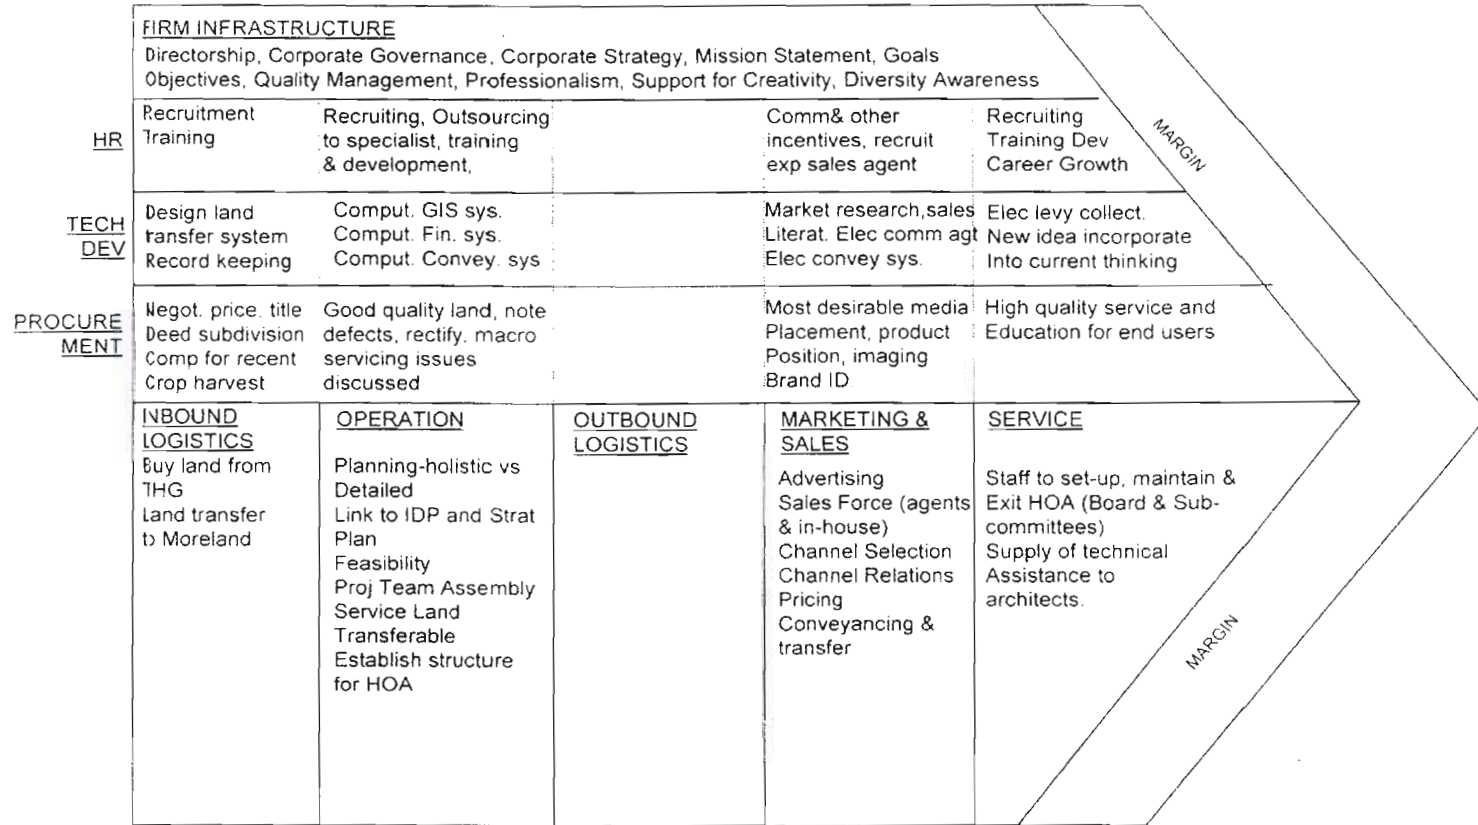 FIRM INFRASTRUCTURE
Directorship, Corporate Governance, Corporate Strategy, Mission Statement, Goals
Objectives, Quality Management, Professionalism, Support for Creativity, Diversity Awareness
HR
Recruitment
Training
Recruiting, Outsourcing
to specialist, training
& development,
Comm& other
incentives, recruit
exp sales agent
Recruiting
Training Dev
Career Growth
MARGIN
TECH
DEV
Design land
transfer system
Record keeping
Comput. GIS sys.
Comput. Fin. sys.
Comput. Convey. sys
Market research,sales
Literat. Elec comm agt
Elec convey sys.
Elec levy collect.
New idea incorporate
Into current thinking
PROCURE
MENT
Negot. price. title
Deed subdivision
Comp for recent
Crop harvest
Good quality land, note
defects, rectify. macro
servicing issues
discussed
Most desirable media
Placement, product
Position, imaging
Brand ID
High quality service and
Education for end users
INBOUND
LOGISTICS
Buy land from
THG
Land transfer
to Moreland
OPERATION
Planning-holistic vs
Detailed
Link to IDP and Strat
Plan
Feasibility
Proj Team Assembly
Service Land
Transferable
Establish structure
for HOA
OUTBOUND
LOGISTICS
MARKETING &
SALES
Advertising
Sales Force (agents
& in-house)
Channel Selection
Channel Relations
Pricing
Conveyancing &
transfer
SERVICE
Staff to set-up, maintain &
Exit HOA (Board & Sub-
committees)
Supply of technical
Assistance to
architects.
MARGIN